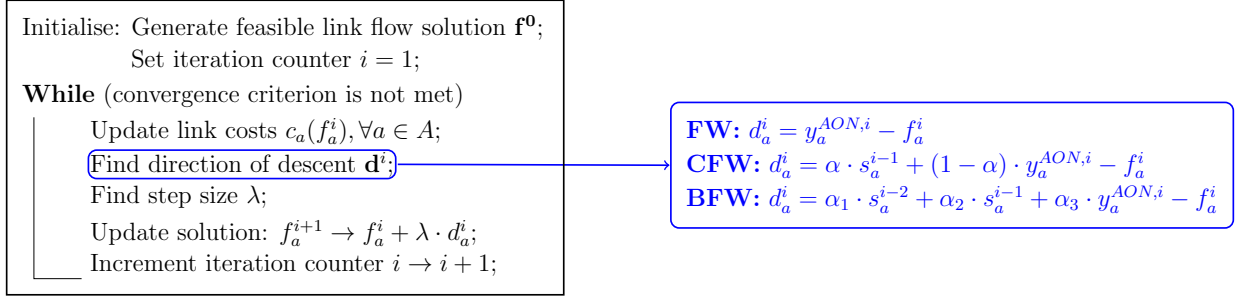 Initialise: Generate feasible link flow solution f⁰;
Set iteration counter i = 1;
While (convergence criterion is not met)
Update link costs cₐ(fₐⁱ), ∀a ∈ A;
Find direction of descent dⁱ;
Find step size λ;
Update solution: fₐⁱ⁺¹ → fₐⁱ + λ · dₐⁱ;
Increment iteration counter i → i + 1;
FW: dₐⁱ = yₐ^{AON,i} − fₐⁱ
CFW: dₐⁱ = α · sₐⁱ⁻¹ + (1 − α) · yₐ^{AON,i} − fₐⁱ
BFW: dₐⁱ = α₁ · sₐⁱ⁻² + α₂ · sₐⁱ⁻¹ + α₃ · yₐ^{AON,i} − fₐⁱ